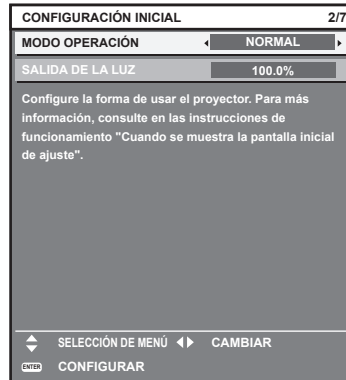 CONFIGURACIÓN INICIAL 2/7
MODO OPERACIÓN NORMAL
SALIDA DE LA LUZ 100.0%
Configure la forma de usar el proyector. Para más
información, consulte en las instrucciones de
funcionamiento "Cuando se muestra la pantalla inicial
de ajuste".
SELECCIÓN DE MENÚ CAMBIAR
ENTER CONFIGURAR